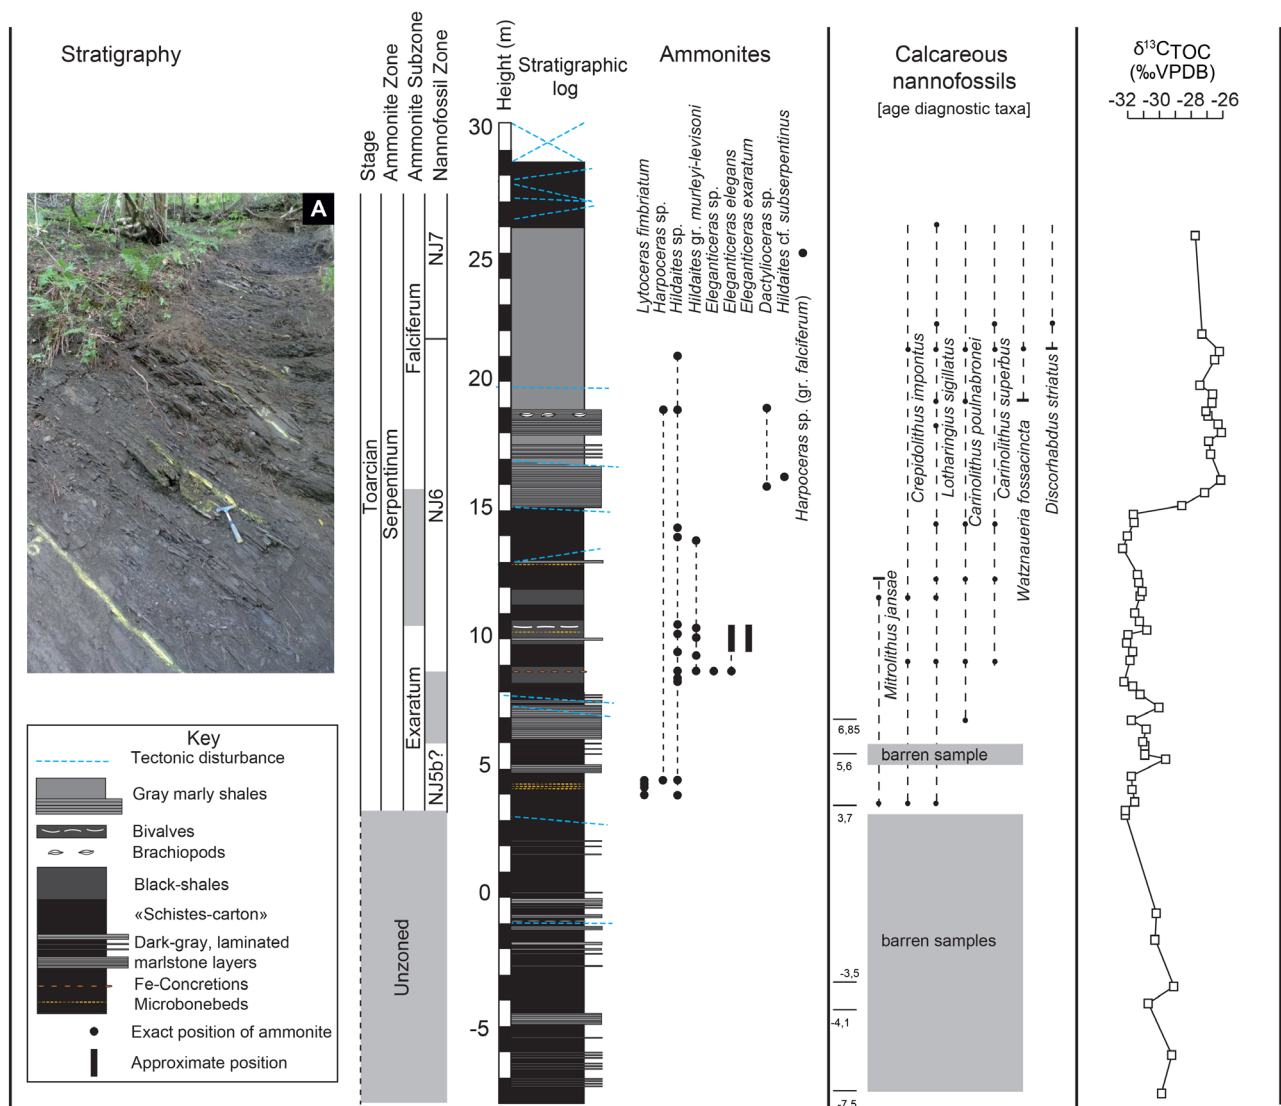 Stratigraphy
A
Key
Tectonic disturbance
Gray marly shales
Bivalves
Brachiopods
Black-shales
«Schistes-carton»
Dark-gray, laminated
marlstone layers
Fe-Concretions
Microbonebeds
Exact position of ammonite
Approximate position
Stage
Ammonite Zone
Ammonite Subzone
Nannofossil Zone
Toarcian
Serpentinum
Falciferum
Exaratum
NJ7
NJ6
NJ5b?
Unzoned
Height (m)
30
25
20
15
10
5
0
-5
Stratigraphic
log
Ammonites
Lytoceras fimbriatum
Harpoceras sp.
Hildaites sp.
Hildaites gr. murleyi-levisoni
Eleganticeras sp.
Eleganticeras elegans
Eleganticeras exaratum
Dactylioceras sp.
Hildaites cf. subserpentinus
Harpoceras sp. (gr. falciferum)
Calcareous
nannofossils
[age diagnostic taxa]
Mitrolithus jansae
Crepidolithus impontus
Lotharingius sigillatus
Carinolithus poulnabronei
Carinolithus superbus
Watznaueria fossacincta
Discorhabdus striatus
6,85
5,6
barren sample
3,7
barren samples
-3,5
-4,1
-7,5
δ13CTOC
(‰VPDB)
-32 -30 -28 -26